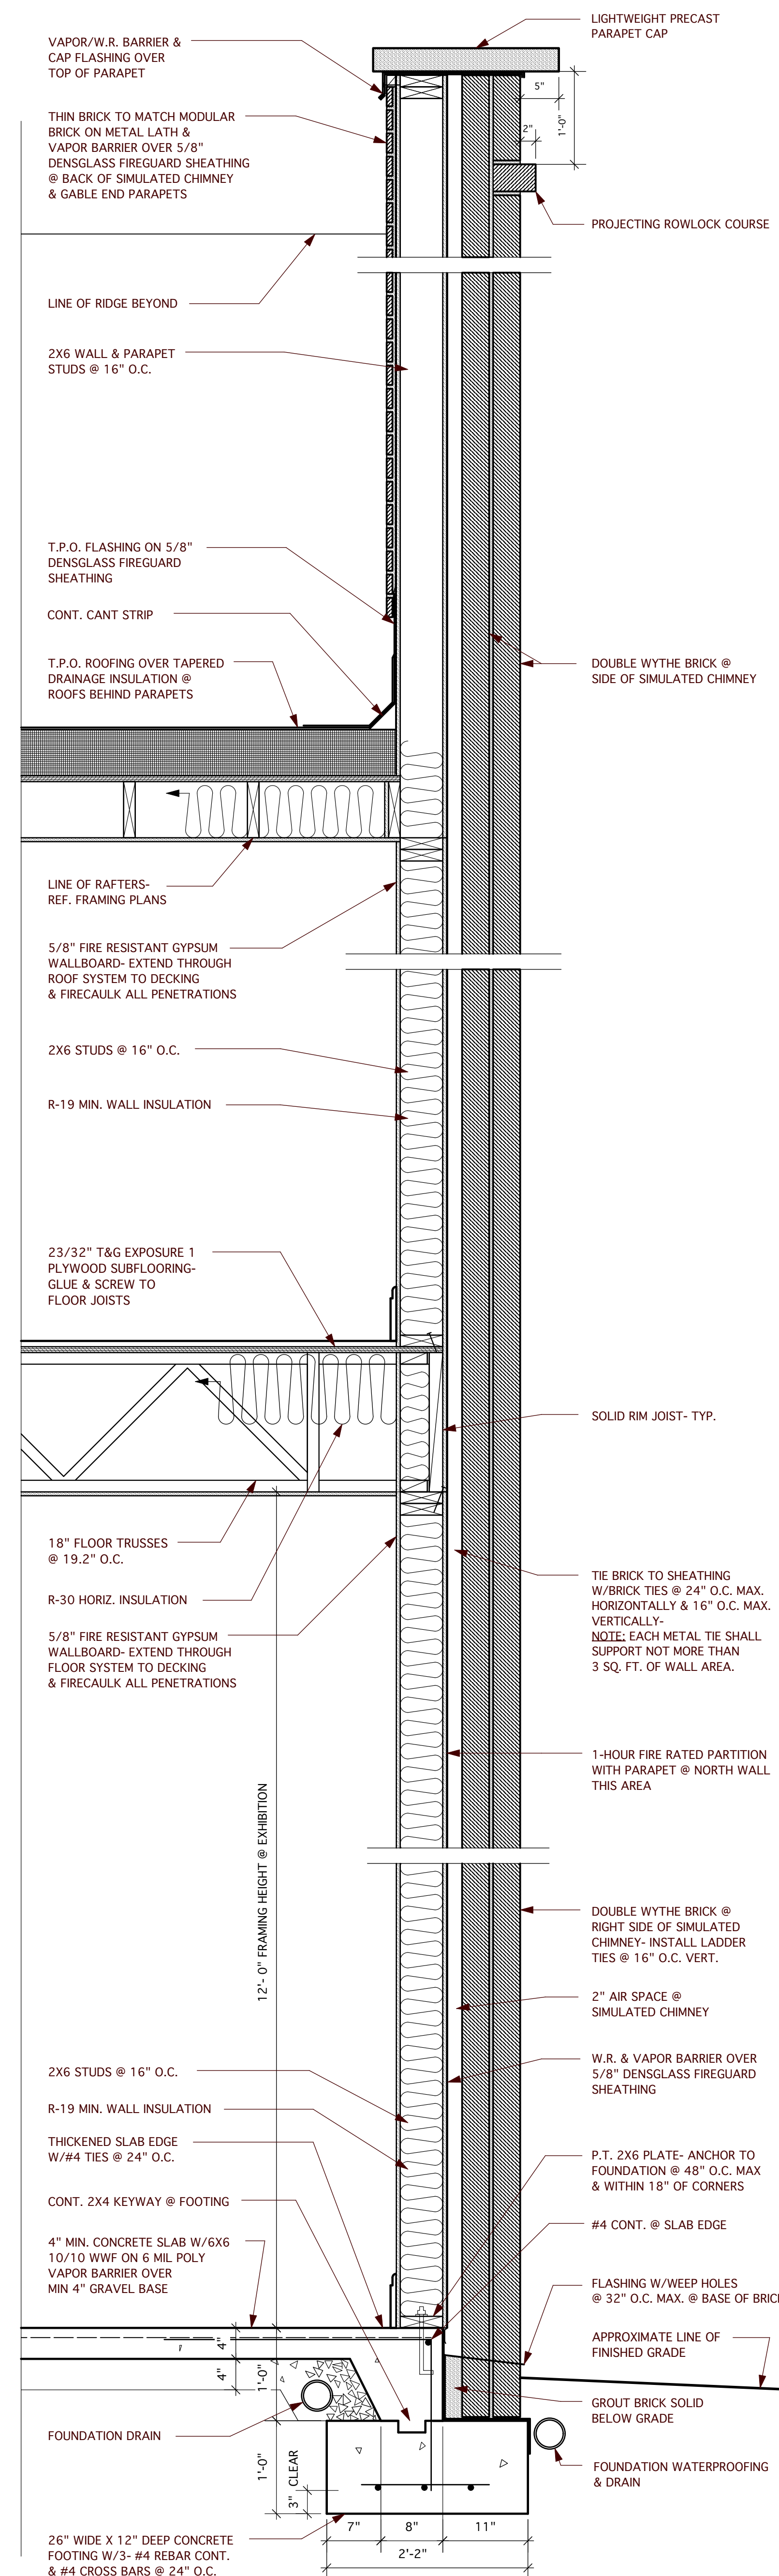 LIGHTWEIGHT PRECAST
PARAPET CAP
VAPOR/W.R. BARRIER &
CAP FLASHING OVER
TOP OF PARAPET
5"
1'-0"
2"
THIN BRICK TO MATCH MODULAR
BRICK ON METAL LATH &
VAPOR BARRIER OVER 5/8"
DENSGLASS FIREGUARD SHEATHING
@ BACK OF SIMULATED CHIMNEY
& GABLE END PARAPETS
PROJECTING ROWLOCK COURSE
LINE OF RIDGE BEYOND
2X6 WALL & PARAPET
STUDS @ 16" O.C.
T.P.O. FLASHING ON 5/8"
DENSGLASS FIREGUARD
SHEATHING
CONT. CANT STRIP
T.P.O. ROOFING OVER TAPERED
DRAINAGE INSULATION @
ROOFS BEHIND PARAPETS
DOUBLE WYTHE BRICK @
SIDE OF SIMULATED CHIMNEY
LINE OF RAFTERS-
REF. FRAMING PLANS
5/8" FIRE RESISTANT GYPSUM
WALLBOARD- EXTEND THROUGH
ROOF SYSTEM TO DECKING
& FIRECAULK ALL PENETRATIONS
2X6 STUDS @ 16" O.C.
R-19 MIN. WALL INSULATION
23/32" T&G EXPOSURE 1
PLYWOOD SUBFLOORING-
GLUE & SCREW TO
FLOOR JOISTS
SOLID RIM JOIST- TYP.
18" FLOOR TRUSSES
@ 19.2" O.C.
R-30 HORIZ. INSULATION
5/8" FIRE RESISTANT GYPSUM
WALLBOARD- EXTEND THROUGH
FLOOR SYSTEM TO DECKING
& FIRECAULK ALL PENETRATIONS
TIE BRICK TO SHEATHING
W/BRICK TIES @ 24" O.C. MAX.
HORIZONTALLY & 16" O.C. MAX.
VERTICALLY-
NOTE: EACH METAL TIE SHALL
SUPPORT NOT MORE THAN
3 SQ. FT. OF WALL AREA.
1-HOUR FIRE RATED PARTITION
WITH PARAPET @ NORTH WALL
THIS AREA
12'- 0" FRAMING HEIGHT @ EXHIBITION
DOUBLE WYTHE BRICK @
RIGHT SIDE OF SIMULATED
CHIMNEY- INSTALL LADDER
TIES @ 16" O.C. VERT.
2" AIR SPACE @
SIMULATED CHIMNEY
W.R. & VAPOR BARRIER OVER
5/8" DENSGLASS FIREGUARD
SHEATHING
2X6 STUDS @ 16" O.C.
R-19 MIN. WALL INSULATION
THICKENED SLAB EDGE
W/#4 TIES @ 24" O.C.
CONT. 2X4 KEYWAY @ FOOTING
4" MIN. CONCRETE SLAB W/6X6
10/10 WWF ON 6 MIL POLY
VAPOR BARRIER OVER
MIN 4" GRAVEL BASE
P.T. 2X6 PLATE- ANCHOR TO
FOUNDATION @ 48" O.C. MAX
& WITHIN 18" OF CORNERS
#4 CONT. @ SLAB EDGE
FLASHING W/WEEP HOLES
@ 32" O.C. MAX. @ BASE OF BRIC
APPROXIMATE LINE OF
FINISHED GRADE
4"
4"
1'-0"
GROUT BRICK SOLID
BELOW GRADE
FOUNDATION DRAIN
FOUNDATION WATERPROOFING
& DRAIN
1'-0"
3" CLEAR
7"
8"
11"
2'-2"
26" WIDE X 12" DEEP CONCRETE
FOOTING W/3- #4 REBAR CONT.
& #4 CROSS BARS @ 24" O.C.